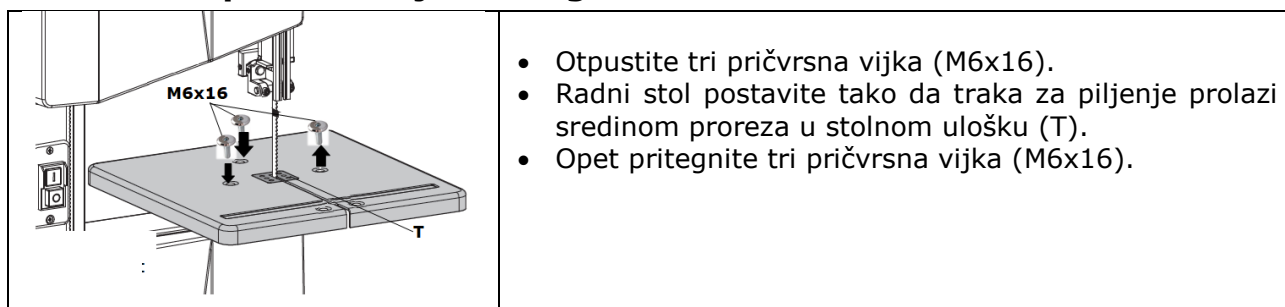 M6x16
T
:
• Otpustite tri pričvrsna vijka (M6x16).
• Radni stol postavite tako da traka za piljenje prolazi
sredinom proreza u stolnom ulošku (T).
• Opet pritegnite tri pričvrsna vijka (M6x16).